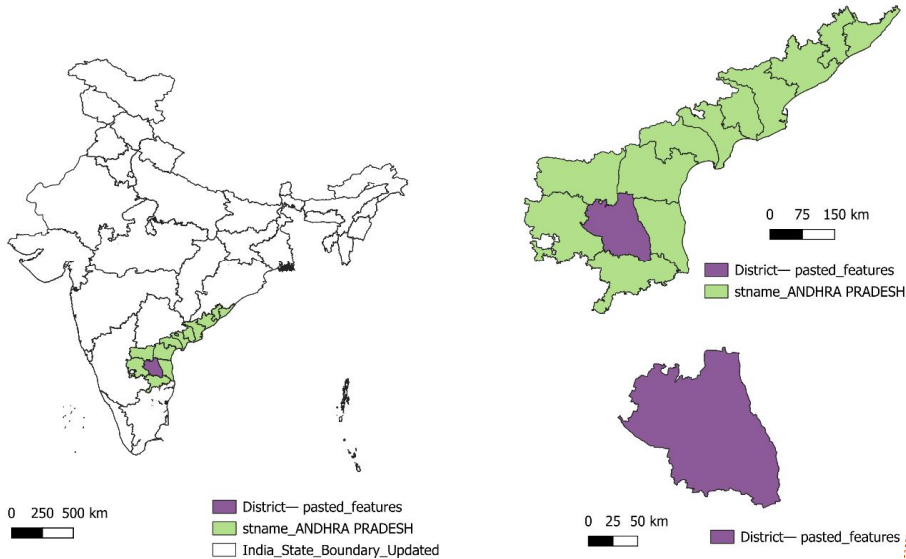 0 250 500 km
District— pasted_features
stname_ANDHRA PRADESH
India_State_Boundary_Updated
0 75 150 km
District— pasted_features
stname_ANDHRA PRADESH
0 25 50 km
District— pasted_features